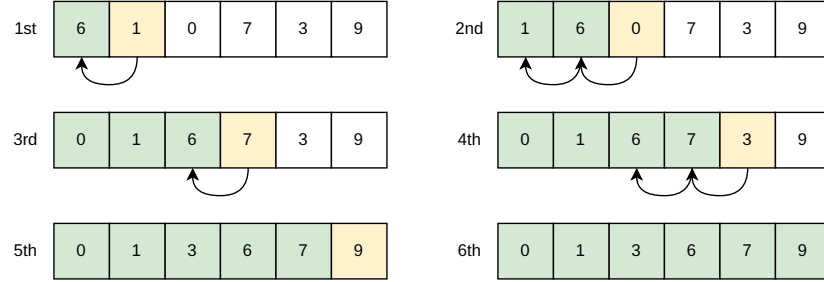 1st 6 1 0 7 3 9
2nd 1 6 0 7 3 9
3rd 0 1 6 7 3 9
4th 0 1 6 7 3 9
5th 0 1 3 6 7 9
6th 0 1 3 6 7 9